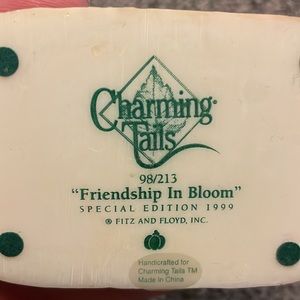 Charming
Tails
98/213
"Friendship In Bloom"
SPECIAL EDITION 1999
® FITZ AND FLOYD, INC.
Handcrafted for
Charming Tails TM
Made in China